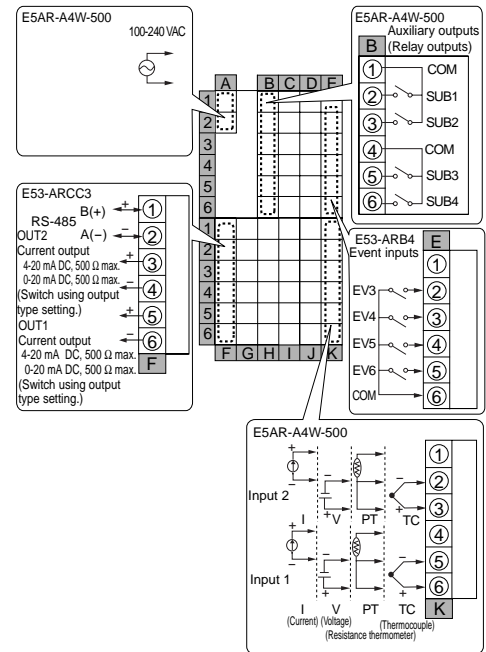 E5AR-A4W-500
100-240 VAC
E5AR-A4W-500
Auxiliary outputs
(Relay outputs)
B
1 COM
2 SUB1
3 SUB2
4 COM
5 SUB3
6 SUB4
A B C D E
1
2
3
4
5
6
1
2
3
4
5
6
F G H I J K
E53-ARCC3
RS-485
B(+) + 1
A(−) − 2
OUT2
Current output
4-20 mA DC, 500 Ω max.
0-20 mA DC, 500 Ω max.
(Switch using output
type setting.)
+ 3
− 4
OUT1
Current output
4-20 mA DC, 500 Ω max.
0-20 mA DC, 500 Ω max.
(Switch using output
type setting.)
+ 5
− 6
F
E53-ARB4
Event inputs
E
1
EV3 2
EV4 3
EV5 4
EV6 5
COM 6
E5AR-A4W-500
1
2
3
4
5
6
K
Input 2
+ − − −
− + +
I V PT TC
Input 1
+ − − −
− + +
I V PT TC
(Current) (Voltage) (Thermocouple)
(Resistance thermometer)